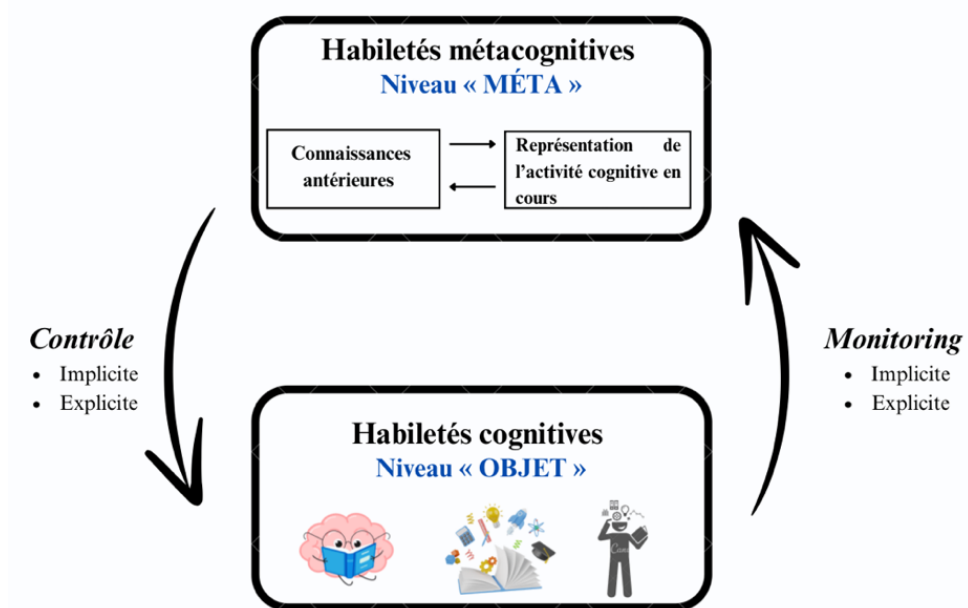 Habiletés métacognitives
Niveau « MÉTA »
Connaissances
antérieures
Représentation de
l'activité cognitive en
cours
Contrôle
• Implicite
• Explicite
Monitoring
• Implicite
• Explicite
Habiletés cognitives
Niveau « OBJET »